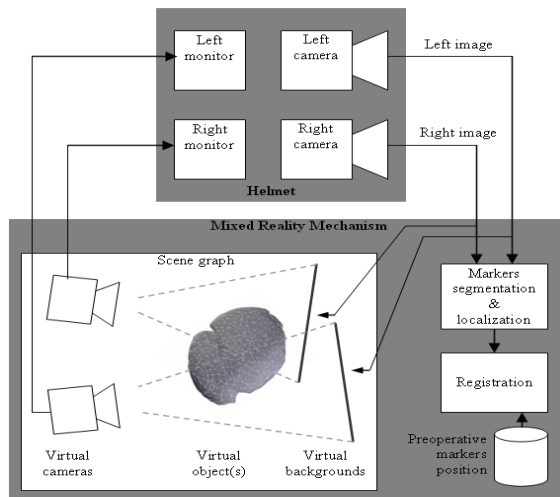 Left
monitor
Left
camera
Left image
Right
monitor
Right
camera
Right image
Helmet
Mixed Reality Mechanism
Scene graph
Markers
segmentation
&
localization
Registration
Preoperative
markers
position
Virtual
cameras
Virtual
object(s)
Virtual
backgrounds